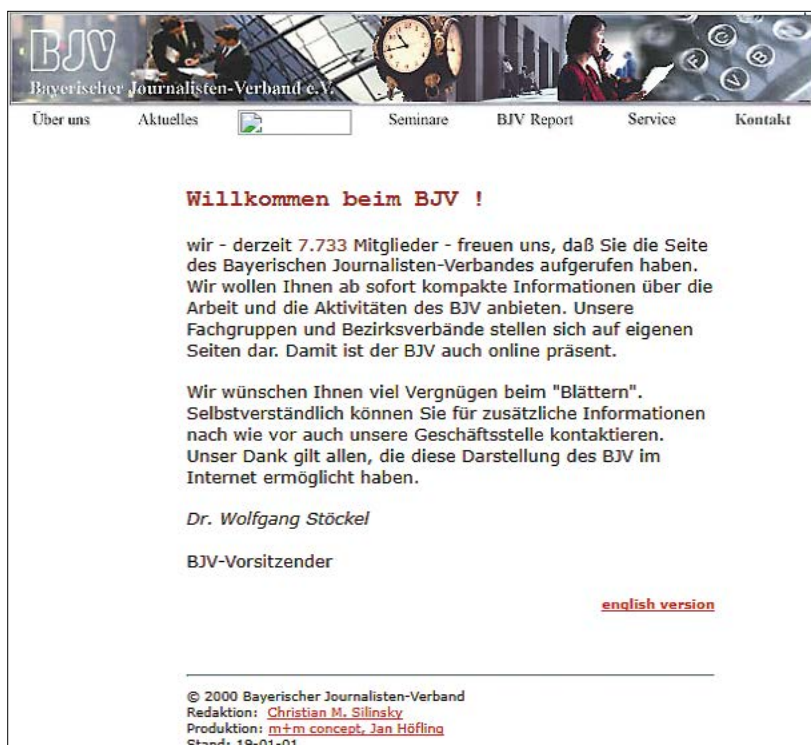 BJV
Bayerischer Journalisten-Verband e.V.
F C B V
Über uns Aktuelles Seminare BJV Report Service Kontakt
Willkommen beim BJV !
wir - derzeit 7.733 Mitglieder - freuen uns, daß Sie die Seite
des Bayerischen Journalisten-Verbandes aufgerufen haben.
Wir wollen Ihnen ab sofort kompakte Informationen über die
Arbeit und die Aktivitäten des BJV anbieten. Unsere
Fachgruppen und Bezirksverbände stellen sich auf eigenen
Seiten dar. Damit ist der BJV auch online präsent.
Wir wünschen Ihnen viel Vergnügen beim "Blättern".
Selbstverständlich können Sie für zusätzliche Informationen
nach wie vor auch unsere Geschäftsstelle kontaktieren.
Unser Dank gilt allen, die diese Darstellung des BJV im
Internet ermöglicht haben.
Dr. Wolfgang Stöckel
BJV-Vorsitzender
english version
© 2000 Bayerischer Journalisten-Verband
Redaktion: Christian M. Silinsky
Produktion: m+m concept, Jan Höfling
Stand: 19-01-01